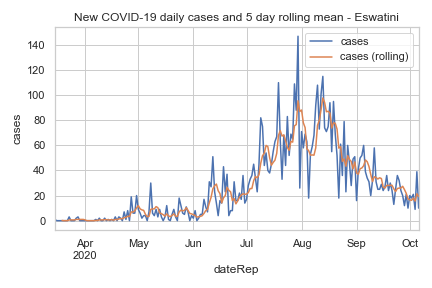 New COVID-19 daily cases and 5 day rolling mean - Eswatini
cases
cases (rolling)
140
120
100
80
60
40
20
0
cases
Apr
2020
May
Jun
Jul
Aug
Sep
Oct
dateRep